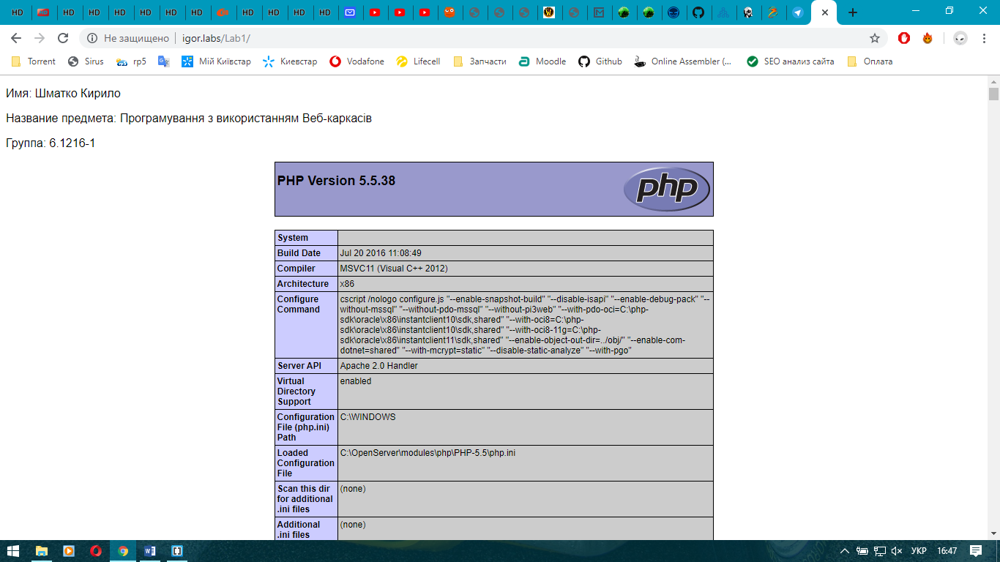 HD HD HD HD HD HD HD HD HD HD HD
Не защищено igor.labs/Lab1/
Torrent Sirus rp5 Мій Київстар Киевстар Vodafone Lifecell Запчасти Moodle Github Online Assembler (... SEO анализ сайта Оплата
Имя: Шматко Кирило
Название предмета: Програмування з використанням Веб-каркасів
Группа: 6.1216-1
PHP Version 5.5.38 php
System
Build Date Jul 20 2016 11:08:49
Compiler MSVC11 (Visual C++ 2012)
Architecture x86
Configure Command cscript /nologo configure.js "--enable-snapshot-build" "--disable-isapi" "--enable-debug-pack" "--
without-mssql" "--without-pdo-mssql" "--without-pi3web" "--with-pdo-oci=C:\php-
sdk\oracle\x86\instantclient10\sdk,shared" "--with-oci8=C:\php-
sdk\oracle\x86\instantclient10\sdk,shared" "--with-oci8-11g=C:\php-
sdk\oracle\x86\instantclient11\sdk,shared" "--enable-object-out-dir=../obj/" "--enable-com-
dotnet=shared" "--with-mcrypt=static" "--disable-static-analyze" "--with-pgo"
Server API Apache 2.0 Handler
Virtual enabled
Directory
Support
Configuration C:\WINDOWS
File (php.ini)
Path
Loaded C:\OpenServer\modules\php\PHP-5.5\php.ini
Configuration
File
Scan this dir (none)
for additional
.ini files
Additional (none)
.ini files
УКР 16:47